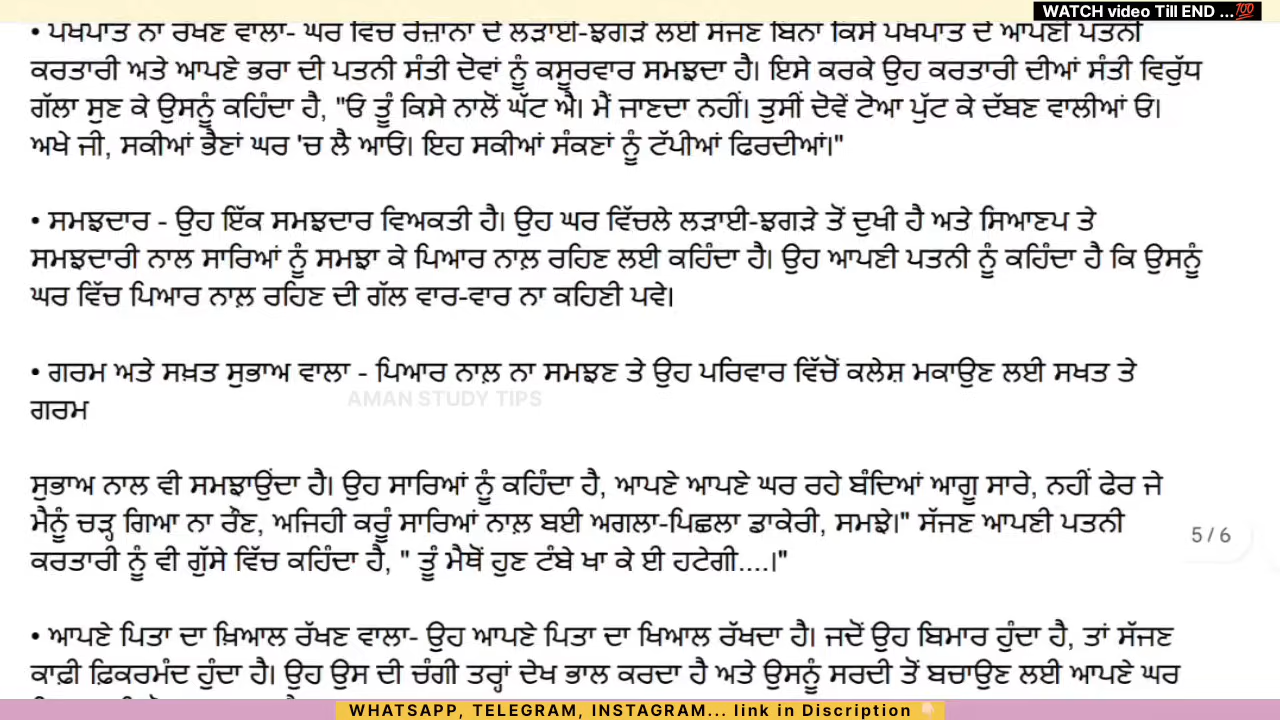 WATCH video Till END ...💯
• ਪੱਖਪਾਤ ਨਾ ਰੱਖਣ ਵਾਲਾ- ਘਰ ਵਿੱਚ ਰੋਜ਼ਾਨਾ ਦੇ ਲੜਾਈ-ਝਗੜੇ ਲਈ ਸੱਜਣ ਬਿਨਾਂ ਕਿਸੇ ਪੱਖਪਾਤ ਦੇ ਆਪਣੀ ਪਤਨੀ
ਕਰਤਾਰੀ ਅਤੇ ਆਪਣੇ ਭਰਾ ਦੀ ਪਤਨੀ ਸੰਤੀ ਦੋਵਾਂ ਨੂੰ ਕਸੂਰਵਾਰ ਸਮਝਦਾ ਹੈ। ਇਸੇ ਕਰਕੇ ਉਹ ਕਰਤਾਰੀ ਦੀਆਂ ਸੰਤੀ ਵਿਰੁੱਧ
ਗੱਲਾ ਸੁਣ ਕੇ ਉਸਨੂੰ ਕਹਿੰਦਾ ਹੈ, "ਓ ਤੂੰ ਕਿਸੇ ਨਾਲੋਂ ਘੱਟ ਐ। ਮੈਂ ਜਾਣਦਾ ਨਹੀਂ। ਤੁਸੀਂ ਦੋਵੇਂ ਟੋਆ ਪੁੱਟ ਕੇ ਦੱਬਣ ਵਾਲੀਆਂ ਓ।
ਅਖੇ ਜੀ, ਸਕੀਆਂ ਭੈਣਾਂ ਘਰ 'ਚ ਲੈ ਆਓ। ਇਹ ਸਕੀਆਂ ਸੰਕਣਾਂ ਨੂੰ ਟੱਪੀਆਂ ਫਿਰਦੀਆਂ।"
• ਸਮਝਦਾਰ - ਉਹ ਇੱਕ ਸਮਝਦਾਰ ਵਿਅਕਤੀ ਹੈ। ਉਹ ਘਰ ਵਿੱਚਲੇ ਲੜਾਈ-ਝਗੜੇ ਤੋਂ ਦੁਖੀ ਹੈ ਅਤੇ ਸਿਆਣਪ ਤੇ
ਸਮਝਦਾਰੀ ਨਾਲ ਸਾਰਿਆਂ ਨੂੰ ਸਮਝਾ ਕੇ ਪਿਆਰ ਨਾਲ਼ ਰਹਿਣ ਲਈ ਕਹਿੰਦਾ ਹੈ। ਉਹ ਆਪਣੀ ਪਤਨੀ ਨੂੰ ਕਹਿੰਦਾ ਹੈ ਕਿ ਉਸਨੂੰ
ਘਰ ਵਿੱਚ ਪਿਆਰ ਨਾਲ਼ ਰਹਿਣ ਦੀ ਗੱਲ ਵਾਰ-ਵਾਰ ਨਾ ਕਹਿਣੀ ਪਵੇ।
• ਗਰਮ ਅਤੇ ਸਖ਼ਤ ਸੁਭਾਅ ਵਾਲਾ - ਪਿਆਰ ਨਾਲ਼ ਨਾ ਸਮਝਣ ਤੇ ਉਹ ਪਰਿਵਾਰ ਵਿੱਚੋਂ ਕਲੇਸ਼ ਮਕਾਉਣ ਲਈ ਸਖਤ ਤੇ
AMAN STUDY TIPS
ਗਰਮ
ਸੁਭਾਅ ਨਾਲ ਵੀ ਸਮਝਾਉਂਦਾ ਹੈ। ਉਹ ਸਾਰਿਆਂ ਨੂੰ ਕਹਿੰਦਾ ਹੈ, ਆਪਣੇ ਆਪਣੇ ਘਰ ਰਹੇ ਬੰਦਿਆਂ ਆਗੂ ਸਾਰੇ, ਨਹੀਂ ਫੇਰ ਜੇ
ਮੈਨੂੰ ਚੜ੍ਹ ਗਿਆ ਨਾ ਰੌਣ, ਅਜਿਹੀ ਕਰੂੰ ਸਾਰਿਆਂ ਨਾਲ਼ ਬਈ ਅਗਲਾ-ਪਿਛਲਾ ਡਾਕੇਰੀ, ਸਮਝੇ।" ਸੱਜਣ ਆਪਣੀ ਪਤਨੀ
5 / 6
ਕਰਤਾਰੀ ਨੂੰ ਵੀ ਗੁੱਸੇ ਵਿੱਚ ਕਹਿੰਦਾ ਹੈ, " ਤੂੰ ਮੈਥੋਂ ਹੁਣ ਟੰਬੇ ਖਾ ਕੇ ਈ ਹਟੇਗੀ....।"
• ਆਪਣੇ ਪਿਤਾ ਦਾ ਖ਼ਿਆਲ ਰੱਖਣ ਵਾਲਾ- ਉਹ ਆਪਣੇ ਪਿਤਾ ਦਾ ਖਿਆਲ ਰੱਖਦਾ ਹੈ। ਜਦੋਂ ਉਹ ਬਿਮਾਰ ਹੁੰਦਾ ਹੈ, ਤਾਂ ਸੱਜਣ
ਕਾਫ਼ੀ ਫ਼ਿਕਰਮੰਦ ਹੁੰਦਾ ਹੈ। ਉਹ ਉਸ ਦੀ ਚੰਗੀ ਤਰ੍ਹਾਂ ਦੇਖ ਭਾਲ ਕਰਦਾ ਹੈ ਅਤੇ ਉਸਨੂੰ ਸਰਦੀ ਤੋਂ ਬਚਾਉਣ ਲਈ ਆਪਣੇ ਘਰ
WHATSAPP, TELEGRAM, INSTAGRAM... link in Discription 👇🏻